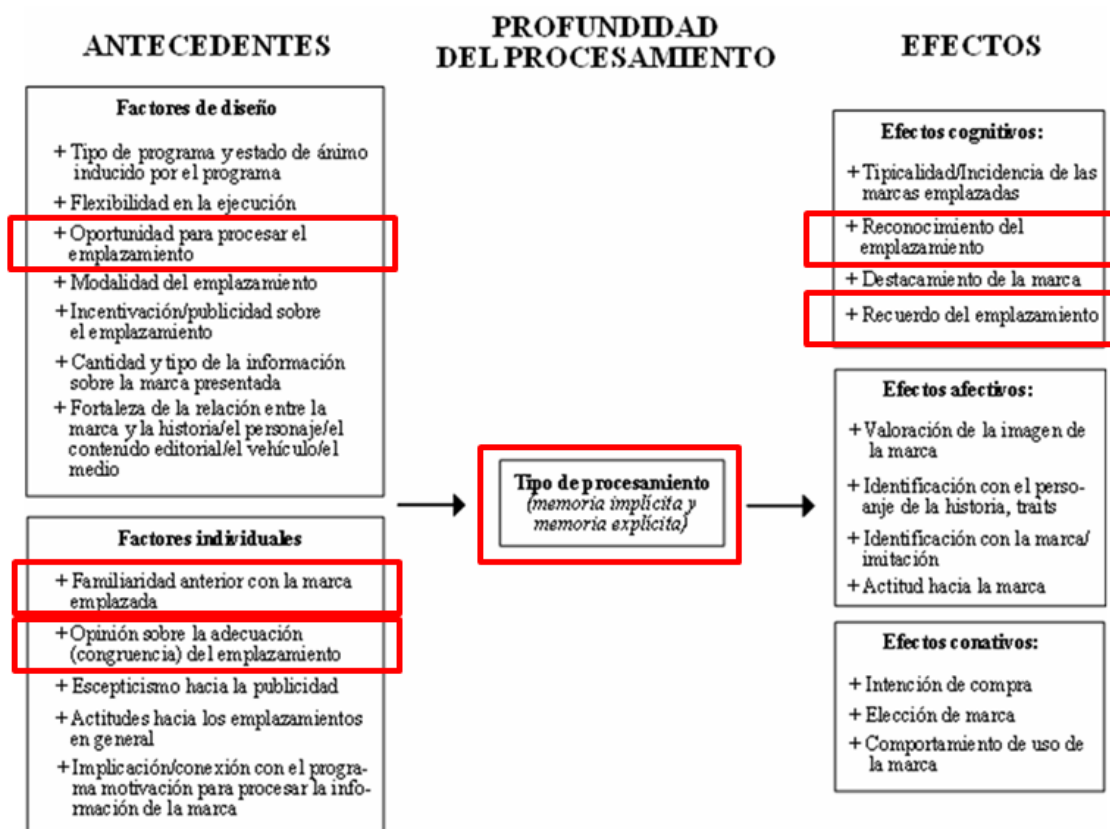 ANTECEDENTES
PROFUNDIDAD
DEL PROCESAMIENTO
EFECTOS
Factores de diseño
+ Tipo de programa y estado de ánimo
inducido por el programa
+ Flexibilidad en la ejecución
+ Oportunidad para procesar el
emplazamiento
+ Modalidad del emplazamiento
+ Incentivación/publicidad sobre
el emplazamiento
+ Cantidad y tipo de la información
sobre la marca presentada
+ Fortaleza de la relación entre la
marca y la historia/el personaje/el
contenido editorial/el vehículo/el
medio
Factores individuales
+ Familiaridad anterior con la marca
emplazada
+ Opinión sobre la adecuación
(congruencia) del emplazamiento
+ Escepticismo hacia la publicidad
+ Actitudes hacia los emplazamientos
en general
+ Implicación/conexión con el progra-
ma motivación para procesar la info-
rmación de la marca
Tipo de procesamiento
(memoria implícita y
memoria explícita)
Efectos cognitivos:
+ Tipicalidad/Incidencia de las
marcas emplazadas
+ Reconocimiento del
emplazamiento
+ Destacamiento de la marca
+ Recuerdo del emplazamiento
Efectos afectivos:
+ Valoración de la imagen de
la marca
+ Identificación con el perso-
anje de la historia, traits
+ Identificación con la marca/
imitación
+ Actitud hacia la marca
Efectos conativos:
+ Intención de compra
+ Elección de marca
+ Comportamiento de uso de
la marca